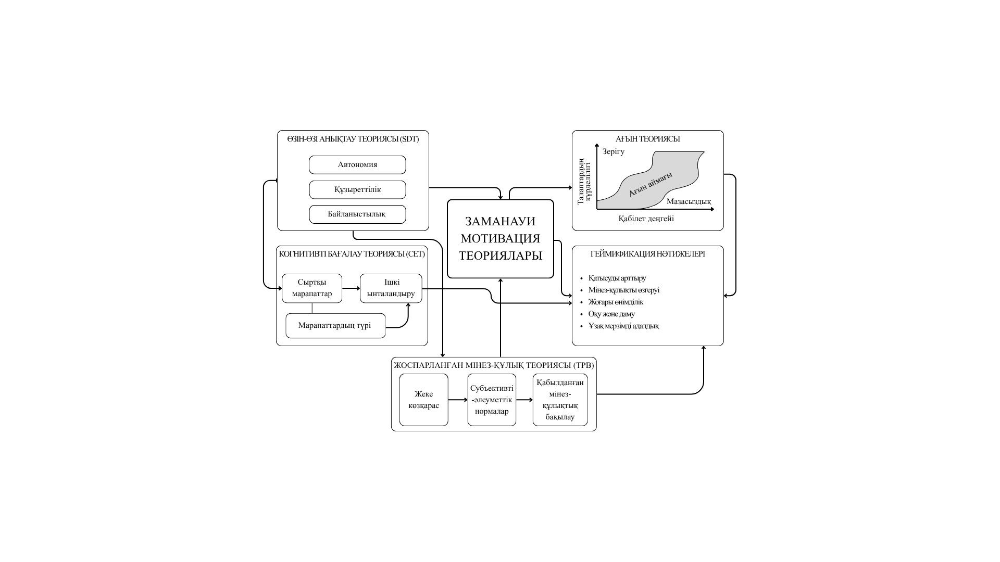 ӨЗІН-ӨЗІ АНЫҚТАУ ТЕОРИЯСЫ (SDT)
Автономия
Құзыреттілік
Байланыстылық
КОГНИТИВТІ БАҒАЛАУ ТЕОРИЯСЫ (СЕТ)
Сыртқы
марапаттар
Ішкі
ынталандыру
Марапаттардың түрі
ЗАМАНАУИ
МОТИВАЦИЯ
ТЕОРИЯЛАРЫ
АҒЫН ТЕОРИЯСЫ
Зерігу
Талаптардың
күрделілігі
Ағын аймағы
Мазасыздық
Қабілет деңгейі
ГЕЙМИФИКАЦИЯ НӘТИЖЕЛЕРІ
• Қатысуды арттыру
• Мінез-құлықты өзгеруі
• Жоғары өнімділік
• Оқу және даму
• Ұзақ мерзімді адалдық
ЖОСПАРЛАНҒАН МІНЕЗ-ҚҰЛЫҚ ТЕОРИЯСЫ (TPB)
Жеке
көзқарас
Субъективті
-әлеуметтік
нормалар
Қабылданған
мінез-
құлықтық
бақылау